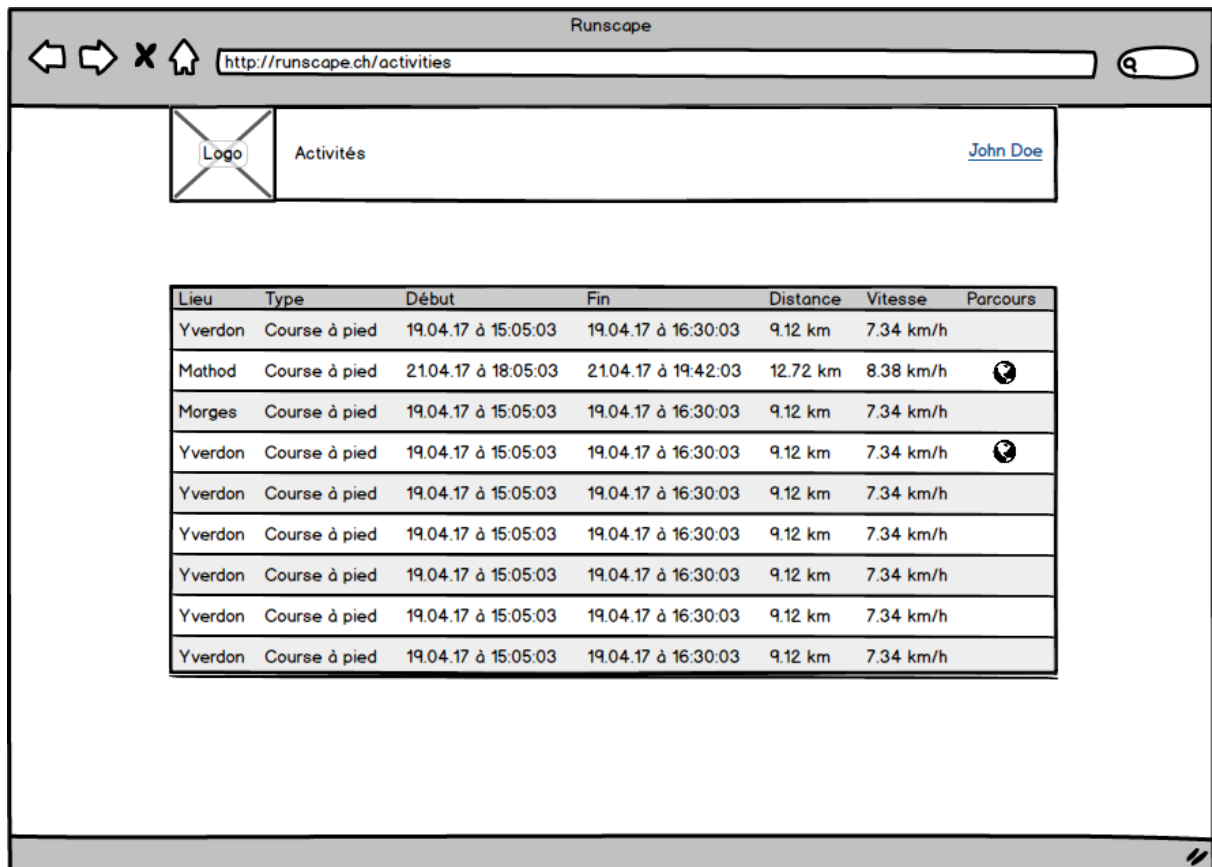 Runscape
http://runscape.ch/activities
Logo Activités John Doe
Lieu Type Début Fin Distance Vitesse Parcours
Yverdon Course à pied 19.04.17 à 15:05:03 19.04.17 à 16:30:03 9.12 km 7.34 km/h
Mathod Course à pied 21.04.17 à 18:05:03 21.04.17 à 19:42:03 12.72 km 8.38 km/h
Morges Course à pied 19.04.17 à 15:05:03 19.04.17 à 16:30:03 9.12 km 7.34 km/h
Yverdon Course à pied 19.04.17 à 15:05:03 19.04.17 à 16:30:03 9.12 km 7.34 km/h
Yverdon Course à pied 19.04.17 à 15:05:03 19.04.17 à 16:30:03 9.12 km 7.34 km/h
Yverdon Course à pied 19.04.17 à 15:05:03 19.04.17 à 16:30:03 9.12 km 7.34 km/h
Yverdon Course à pied 19.04.17 à 15:05:03 19.04.17 à 16:30:03 9.12 km 7.34 km/h
Yverdon Course à pied 19.04.17 à 15:05:03 19.04.17 à 16:30:03 9.12 km 7.34 km/h
Yverdon Course à pied 19.04.17 à 15:05:03 19.04.17 à 16:30:03 9.12 km 7.34 km/h